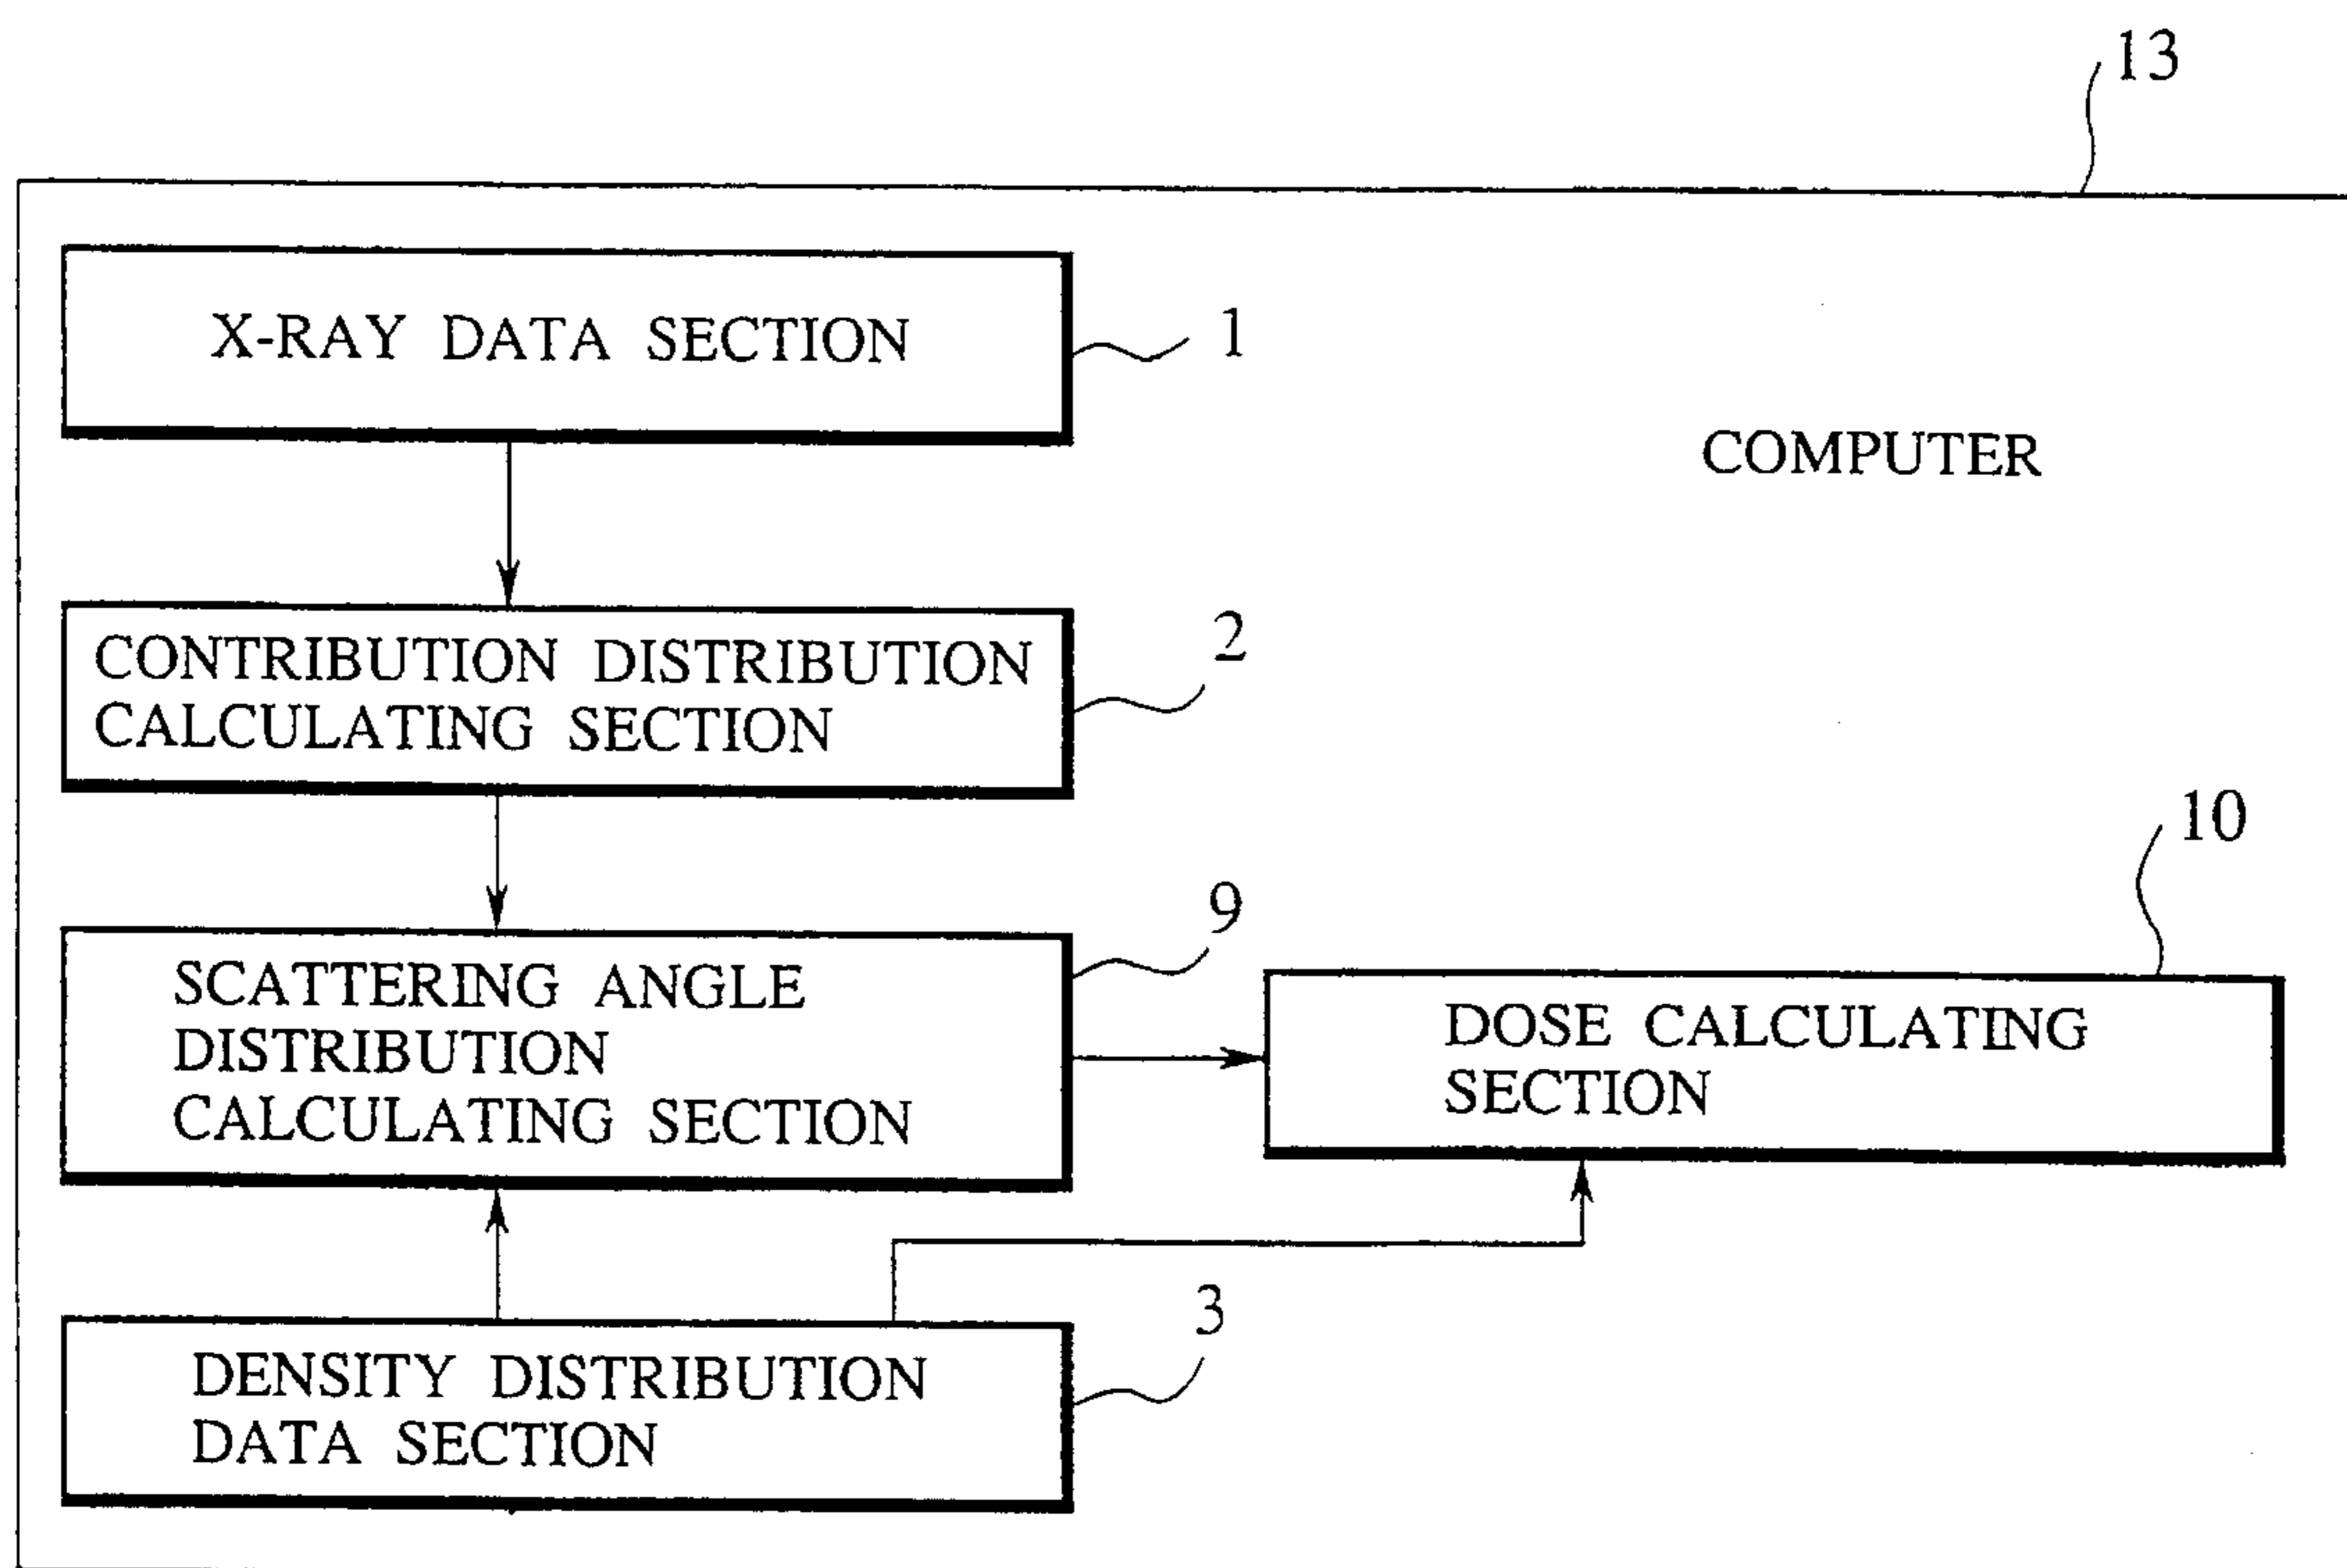 13
X-RAY DATA SECTION
1
COMPUTER
CONTRIBUTION DISTRIBUTION
CALCULATING SECTION
2
10
SCATTERING ANGLE
DISTRIBUTION
CALCULATING SECTION
9
DOSE CALCULATING
SECTION
DENSITY DISTRIBUTION
DATA SECTION
3